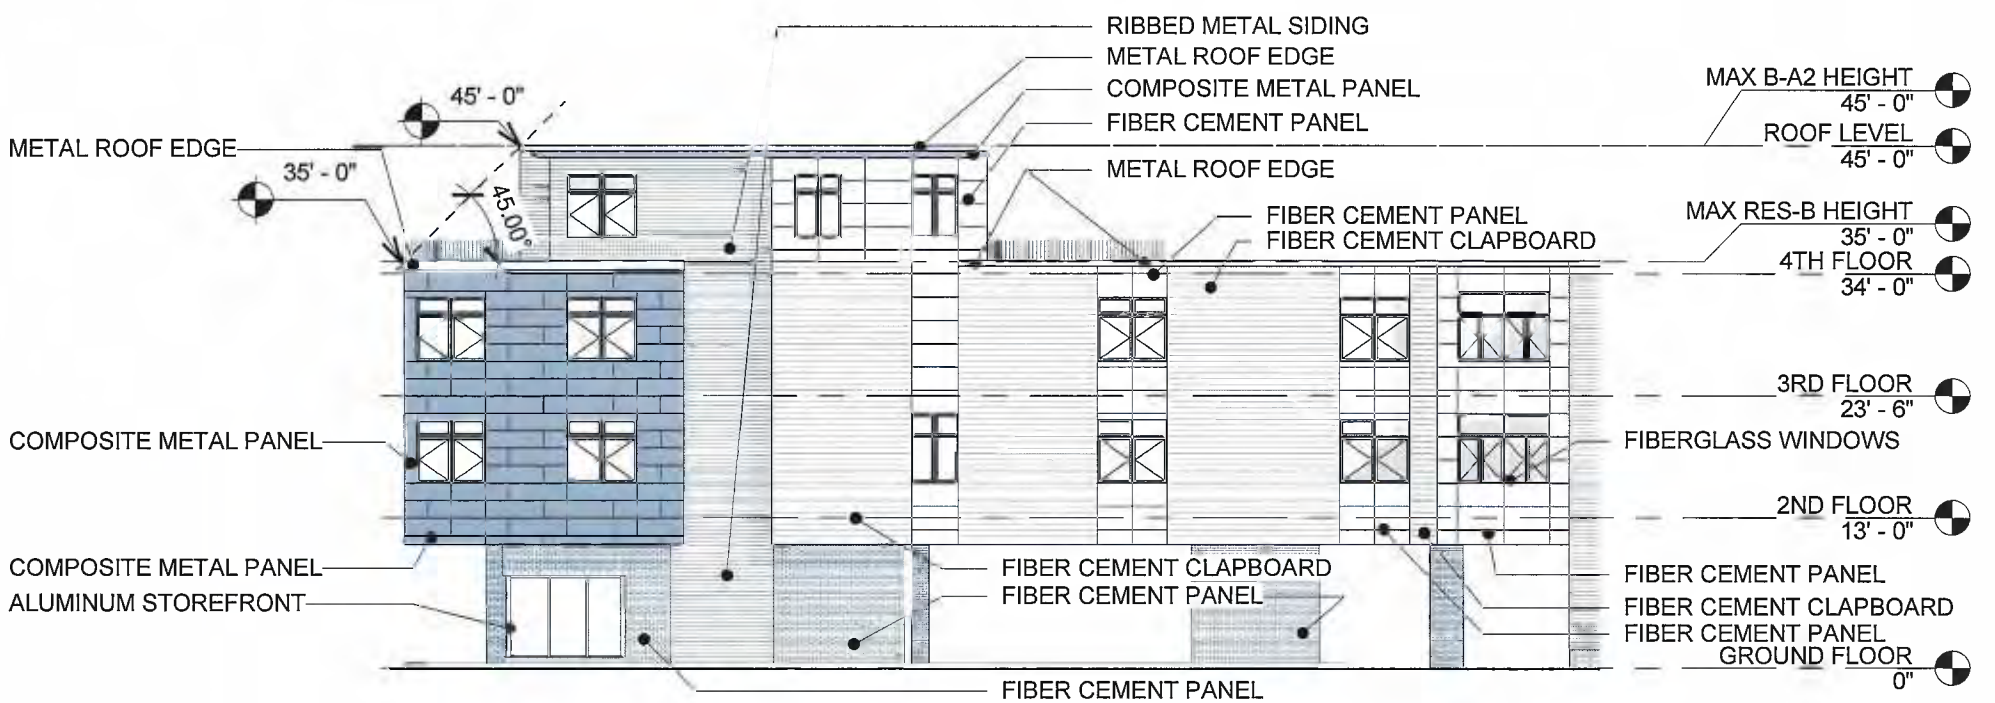 RIBBED METAL SIDING
METAL ROOF EDGE
COMPOSITE METAL PANEL
FIBER CEMENT PANEL
METAL ROOF EDGE
FIBER CEMENT PANEL
FIBER CEMENT CLAPBOARD
45' - 0"
METAL ROOF EDGE
35' - 0"
45.00°
MAX B-A2 HEIGHT
45' - 0"
ROOF LEVEL
45' - 0"
MAX RES-B HEIGHT
35' - 0"
4TH FLOOR
34' - 0"
3RD FLOOR
23' - 6"
FIBERGLASS WINDOWS
2ND FLOOR
13' - 0"
COMPOSITE METAL PANEL
COMPOSITE METAL PANEL
ALUMINUM STOREFRONT
FIBER CEMENT CLAPBOARD
FIBER CEMENT PANEL
FIBER CEMENT PANEL
FIBER CEMENT PANEL
FIBER CEMENT CLAPBOARD
FIBER CEMENT PANEL
GROUND FLOOR
0"